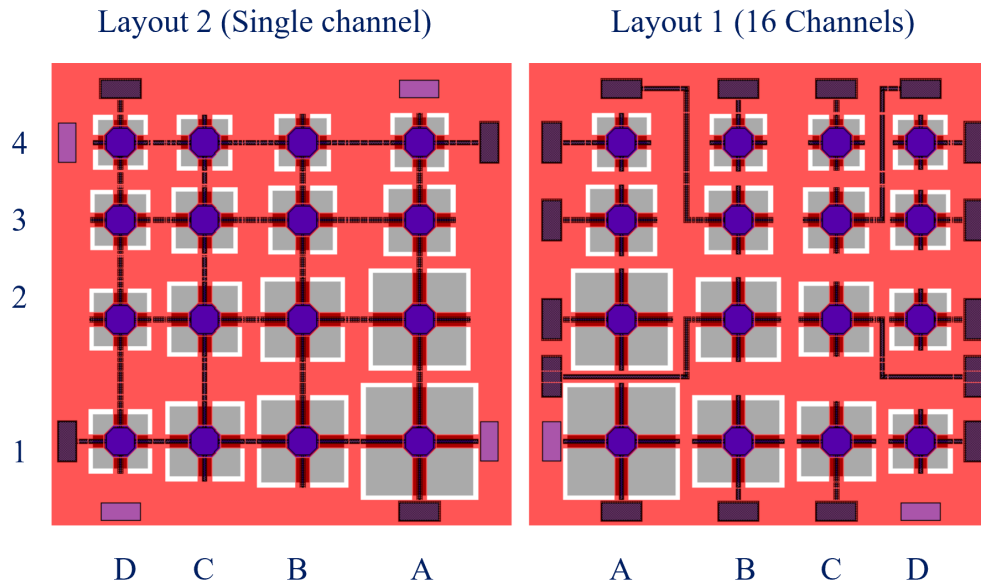 Layout 2 (Single channel)
Layout 1 (16 Channels)
4
3
2
1
D C B A
A B C D